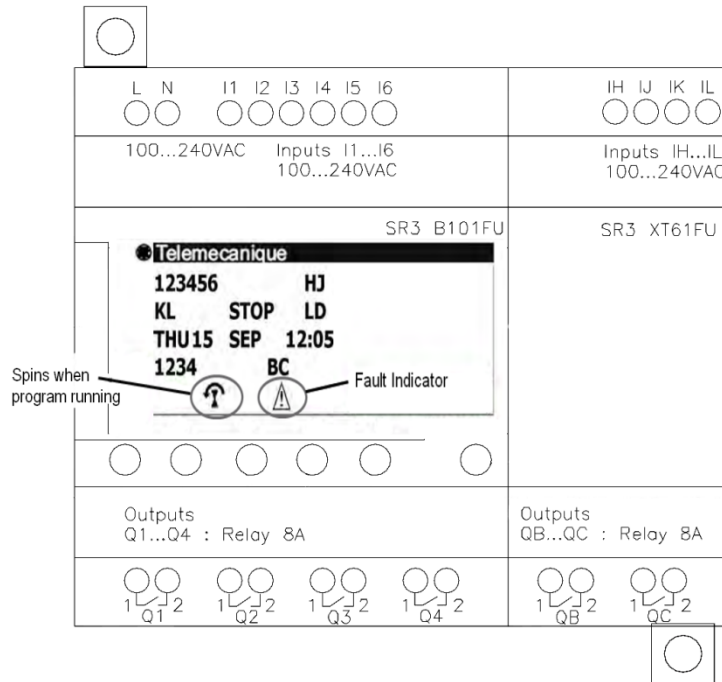 L N I1 I2 I3 I4 I5 I6 IH IJ IK IL
100...240VAC Inputs I1...I6 Inputs IH...IL
100...240VAC 100...240VAC
SR3 B101FU SR3 XT61FU
Telemecanique
123456 HJ
KL STOP LD
THU 15 SEP 12:05
1234 BC
Spins when
program running
Fault Indicator
Outputs Outputs
Q1...Q4 : Relay 8A QB...QC : Relay 8A
1 2 1 2 1 2 1 2 1 2 1 2
Q1 Q2 Q3 Q4 QB QC